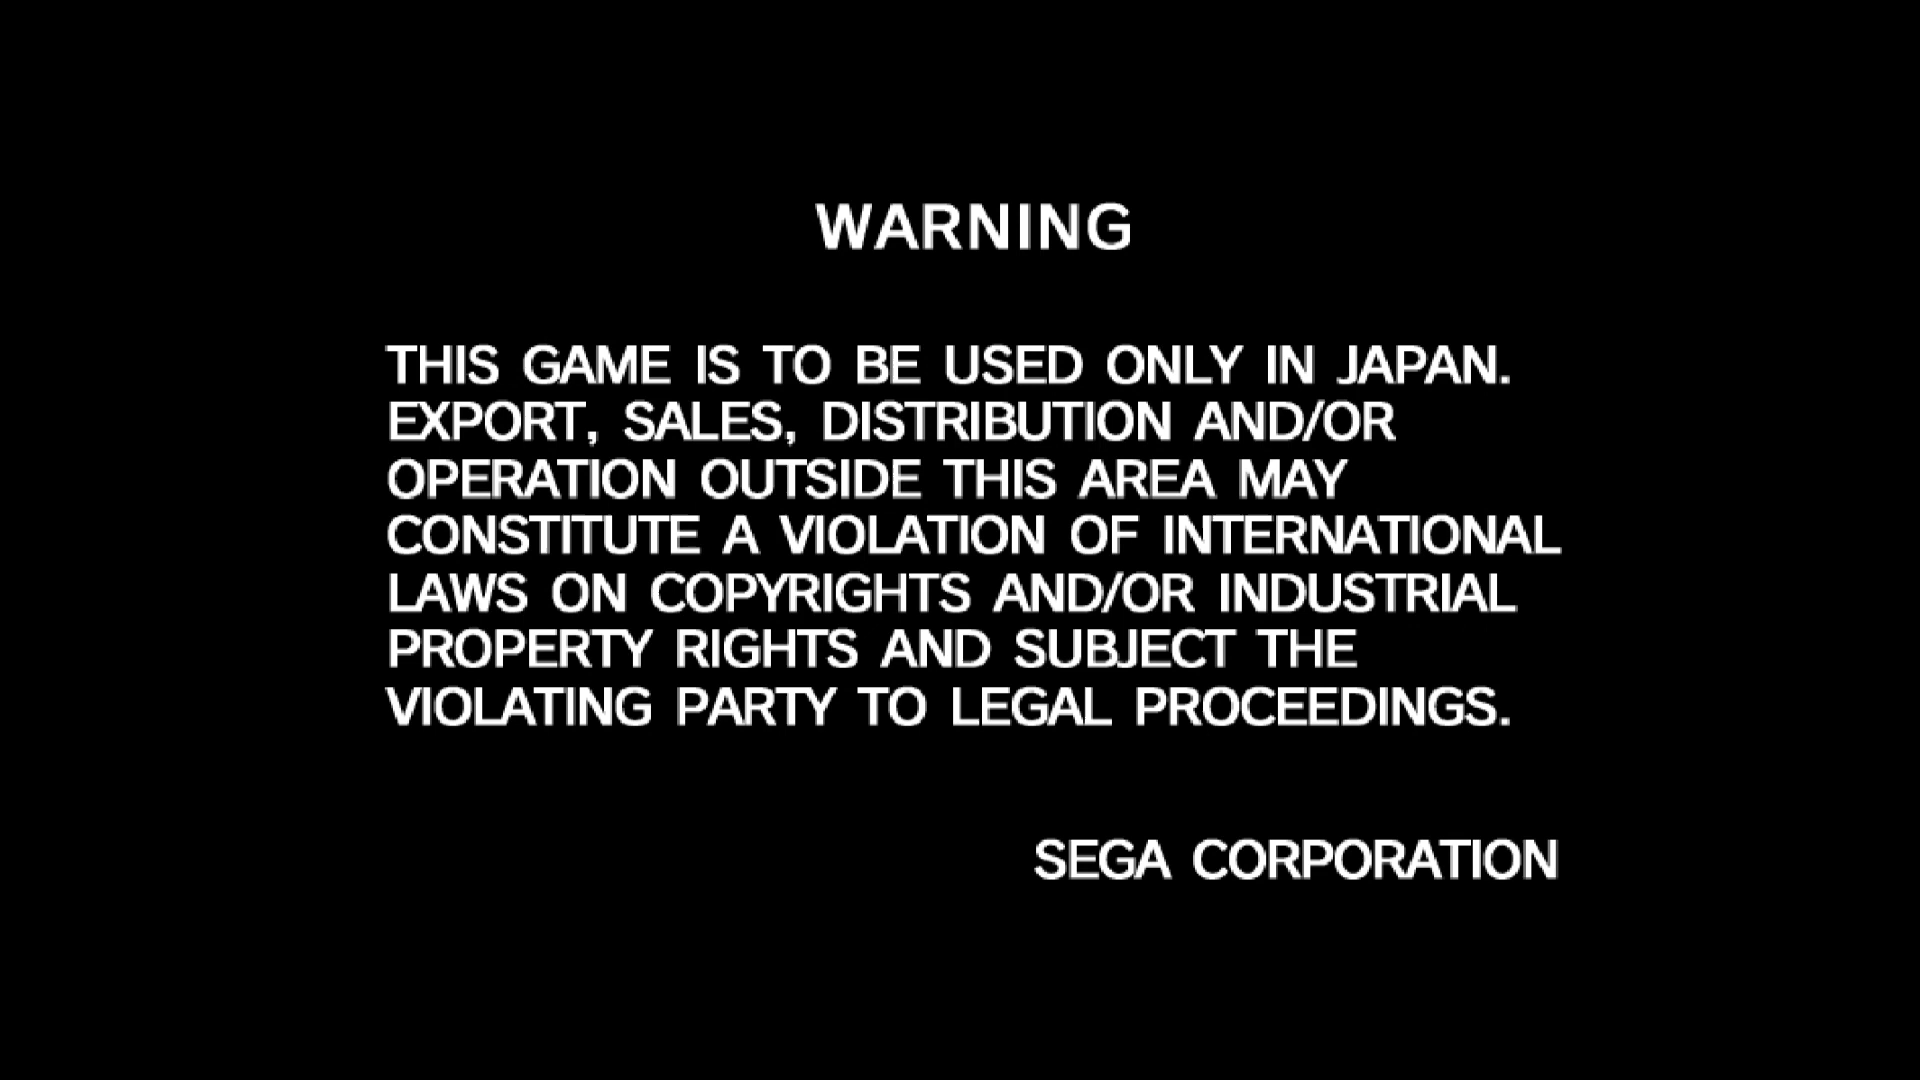 WARNING
THIS GAME IS TO BE USED ONLY IN JAPAN.
EXPORT, SALES, DISTRIBUTION AND/OR
OPERATION OUTSIDE THIS AREA MAY
CONSTITUTE A VIOLATION OF INTERNATIONAL
LAWS ON COPYRIGHTS AND/OR INDUSTRIAL
PROPERTY RIGHTS AND SUBJECT THE
VIOLATING PARTY TO LEGAL PROCEEDINGS.
SEGA CORPORATION